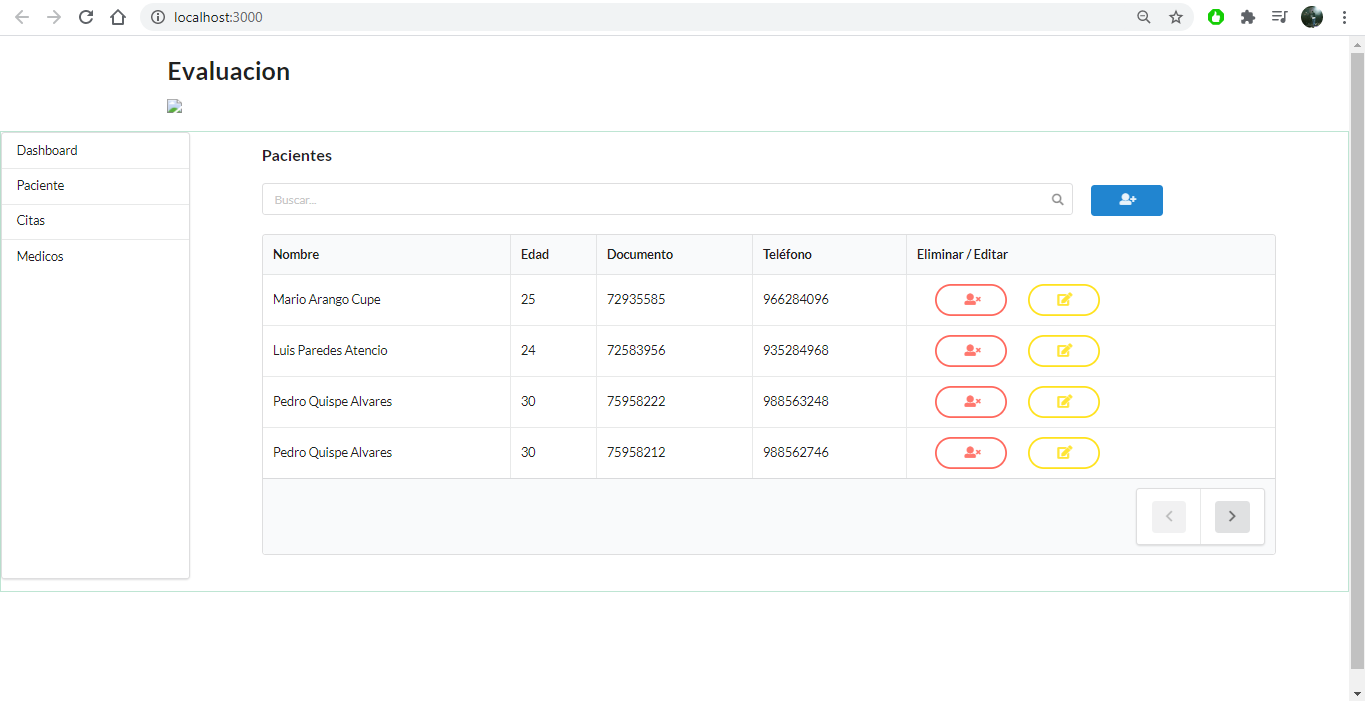 localhost:3000
Evaluacion
Dashboard
Paciente
Citas
Medicos
Pacientes
Buscar...
Nombre Edad Documento Teléfono Eliminar / Editar
Mario Arango Cupe 25 72935585 966284096
Luis Paredes Atencio 24 72583956 935284968
Pedro Quispe Alvares 30 75958222 988563248
Pedro Quispe Alvares 30 75958212 988562746